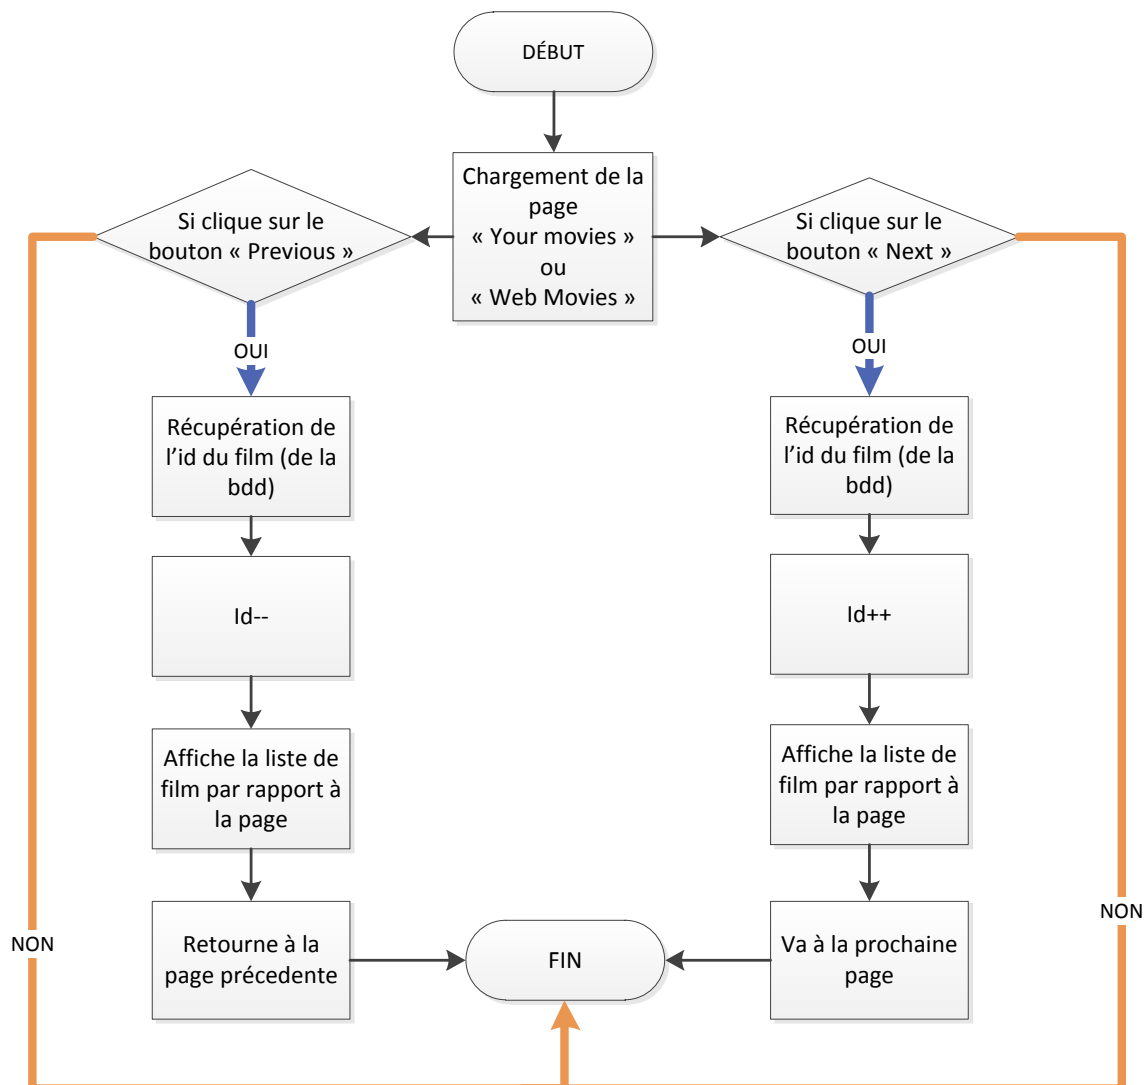 DÉBUT
Chargement de la
page
« Your movies »
ou
« Web Movies »
Si clique sur le
bouton « Previous »
Si clique sur le
bouton « Next »
OUI
OUI
Récupération de
l’id du film (de la
bdd)
Récupération de
l’id du film (de la
bdd)
Id--
Id++
Affiche la liste de
film par rapport à
la page
Affiche la liste de
film par rapport à
la page
Retourne à la
page précedente
FIN
Va à la prochaine
page
NON
NON